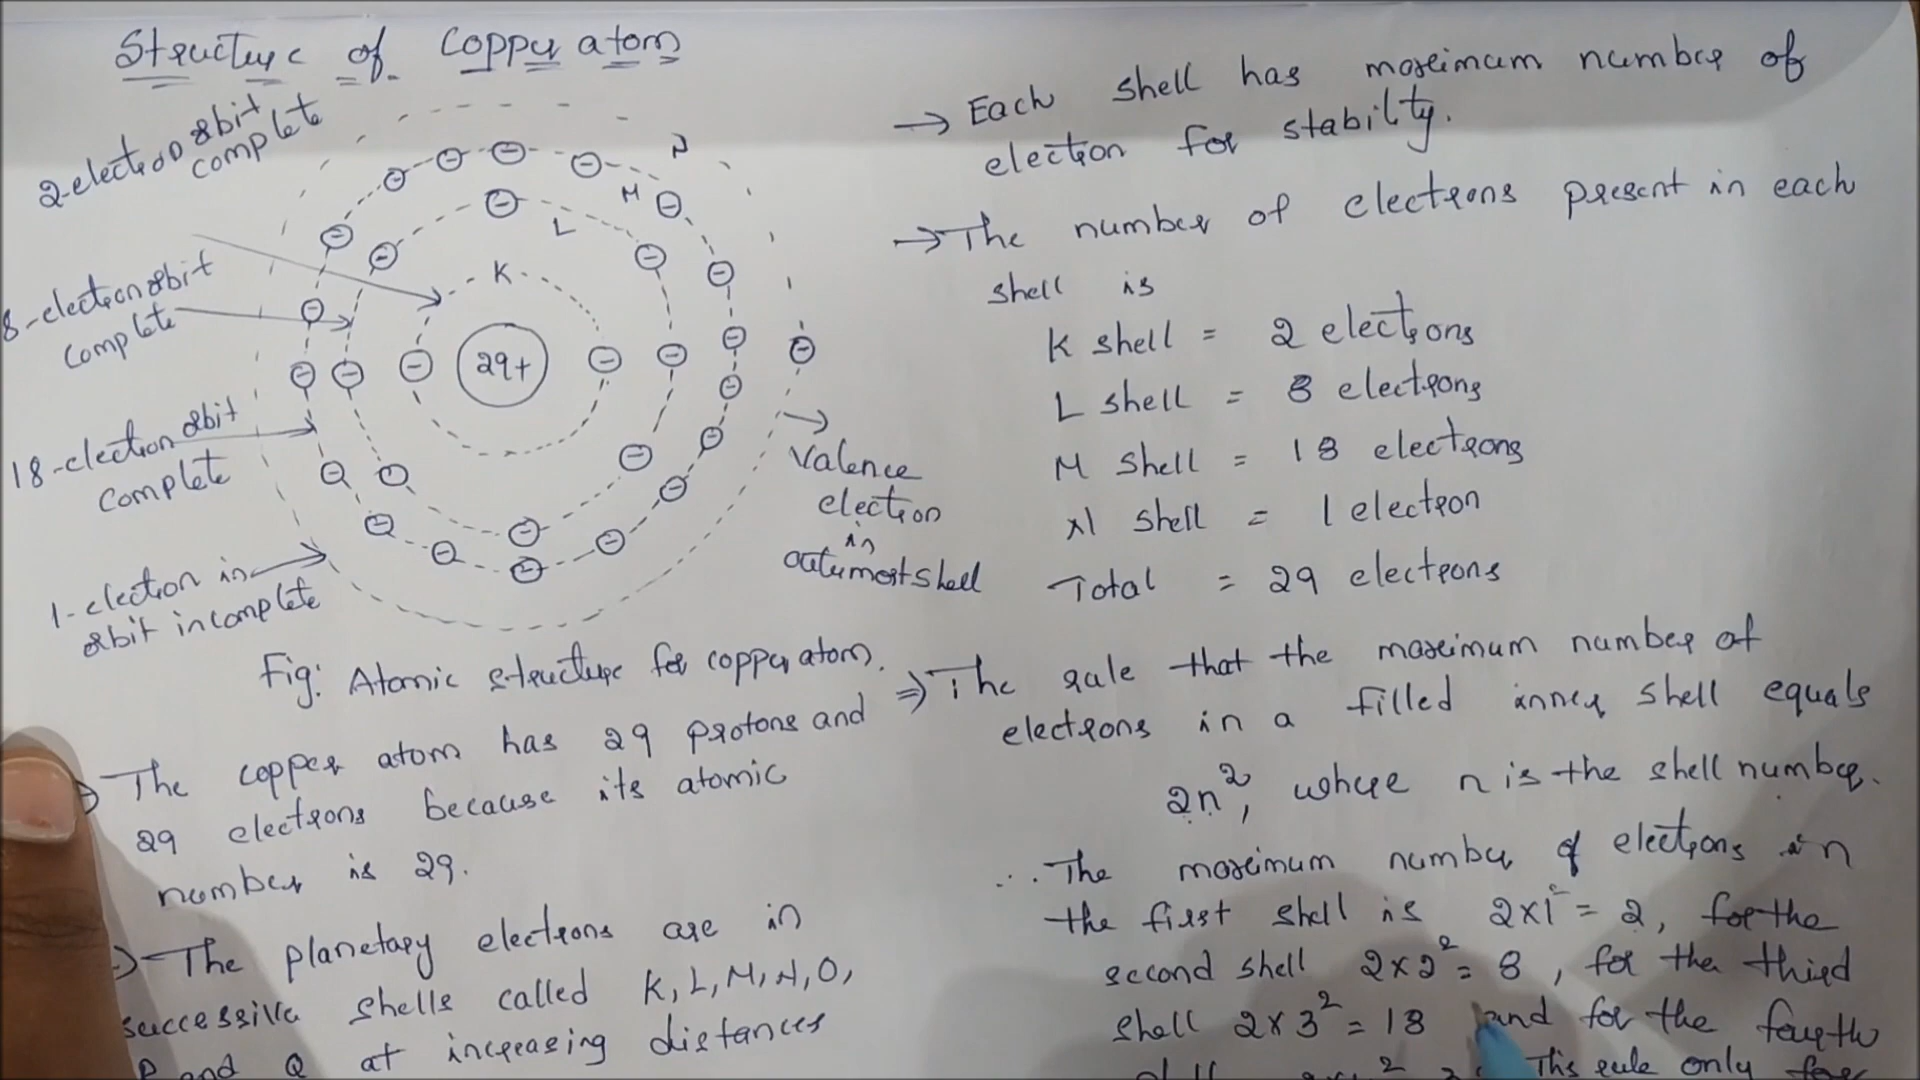 Structure of Copper atom
2-electron orbit
complete
8-electron orbit
complete
18-electron orbit
complete
1-electron in
orbit incomplete
N
M
L
K
29+
Valence
electron
in
outermost shell
Fig: Atomic structure for copper atom.
⇒ The copper atom has 29 protons and
29 electrons because its atomic
number is 29.
→ The planetary electrons are in
successive shells called K, L, M, N, O,
P and Q at increasing distances
→ Each shell has maximum number of
electron for stability.
→ The number of electrons present in each
shell is
K shell = 2 electrons
L shell = 8 electrons
M shell = 18 electrons
N shell = 1 electron
Total = 29 electrons
⇒ The rule that the maximum number of
electrons in a filled inner shell equals
2n², where n is the shell number.
∴ The maximum number of electrons in
the first shell is 2×1² = 2, for the
second shell 2×2² = 8, for the third
shell 2×3² = 18 and for the fourth
This rule only